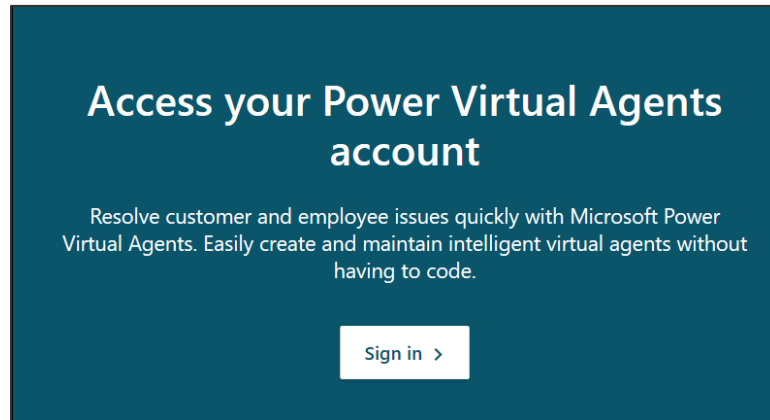 Access your Power Virtual Agents
account
Resolve customer and employee issues quickly with Microsoft Power
Virtual Agents. Easily create and maintain intelligent virtual agents without
having to code.
Sign in >